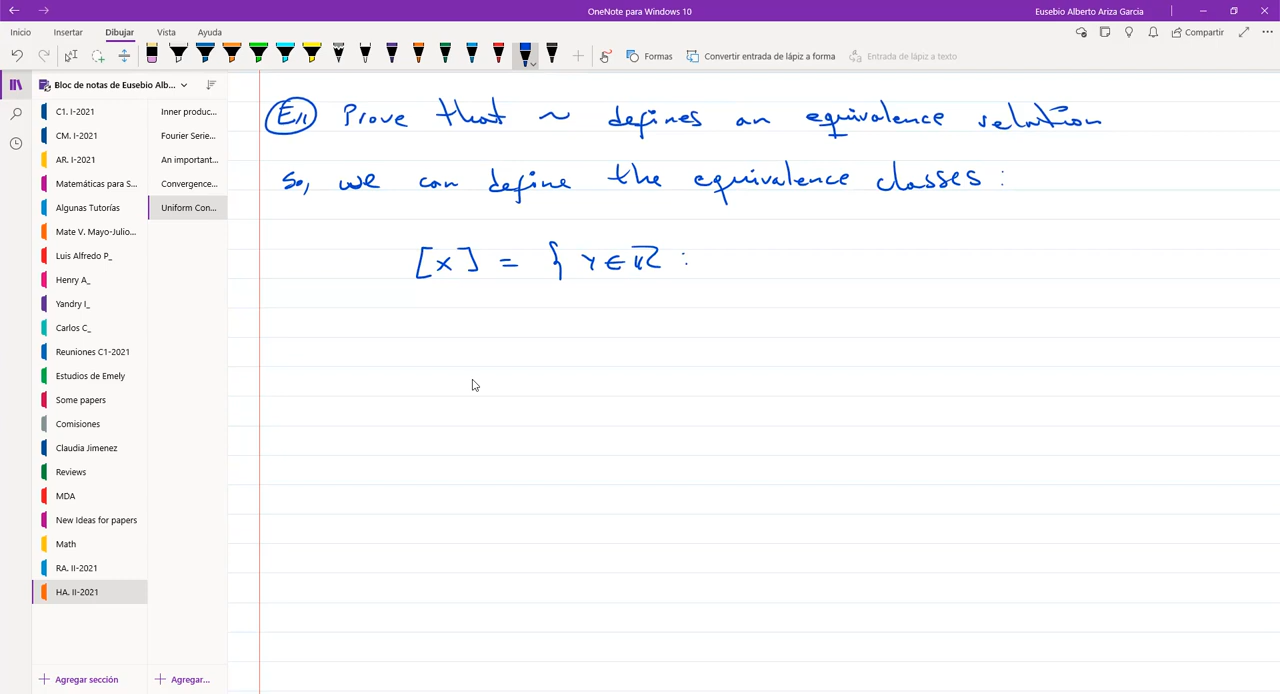 OneNote para Windows 10
Eusebio Alberto Ariza Garcia
Inicio Insertar Dibujar Vista Ayuda
Compartir
Formas
Convertir entrada de lápiz a forma
Entrada de lápiz a texto
Bloc de notas de Eusebio Alb...
C1. I-2021
CM. I-2021
AR. I-2021
Matemáticas para S...
Algunas Tutorías
Mate V. Mayo-Julio...
Luis Alfredo P_
Henry A_
Yandry I_
Carlos C_
Reuniones C1-2021
Estudios de Emely
Some papers
Comisiones
Claudia Jimenez
Reviews
MDA
New Ideas for papers
Math
RA. II-2021
HA. II-2021
Agregar sección
Inner produc...
Fourier Serie...
An important...
Convergence...
Uniform Con...
Agregar...
Prove that ~ defines an equivalence relation
so, we can define the equivalence classes :
[x] = { y ∈ ℝ :